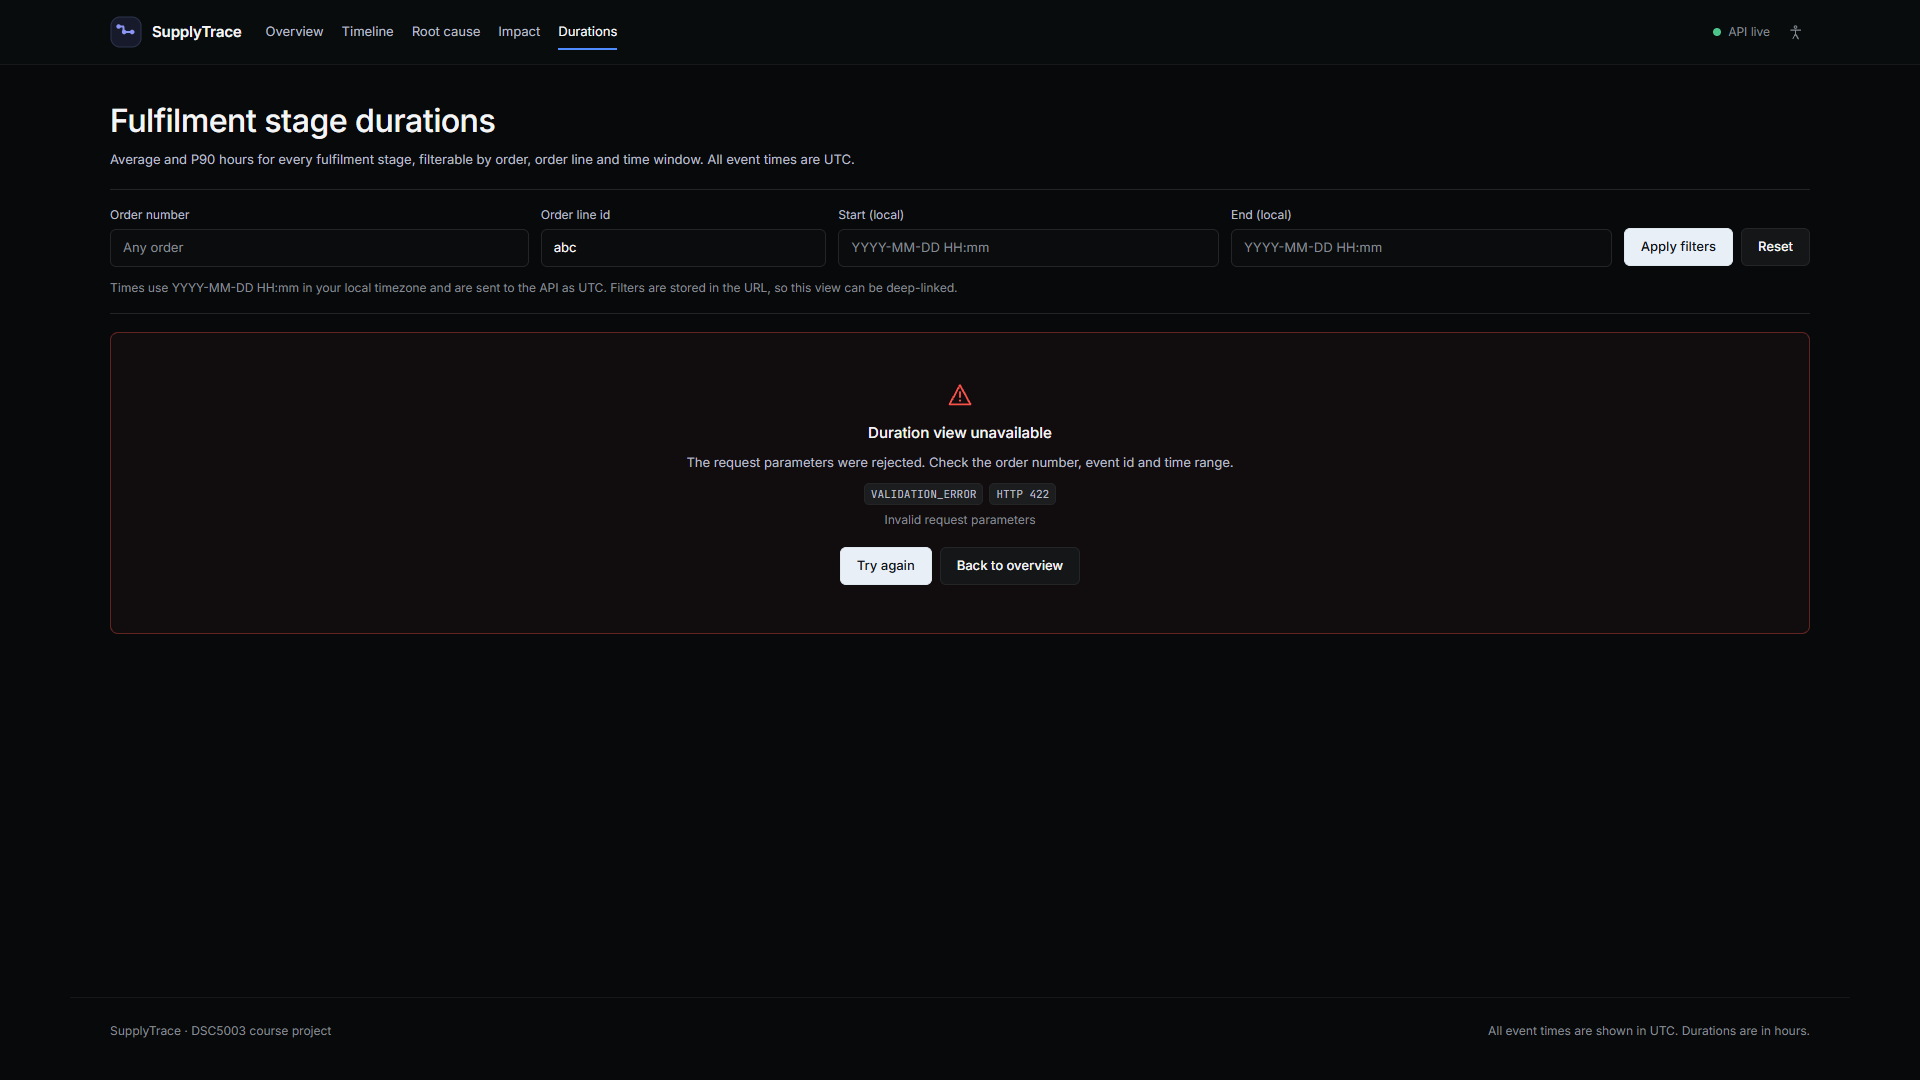 SupplyTrace Overview Timeline Root cause Impact Durations API live
Fulfilment stage durations
Average and P90 hours for every fulfilment stage, filterable by order, order line and time window. All event times are UTC.
Order number Order line id Start (local) End (local)
Any order abc YYYY-MM-DD HH:mm YYYY-MM-DD HH:mm Apply filters Reset
Times use YYYY-MM-DD HH:mm in your local timezone and are sent to the API as UTC. Filters are stored in the URL, so this view can be deep-linked.
Duration view unavailable
The request parameters were rejected. Check the order number, event id and time range.
VALIDATION_ERROR HTTP 422
Invalid request parameters
Try again Back to overview
SupplyTrace · DSC5003 course project All event times are shown in UTC. Durations are in hours.